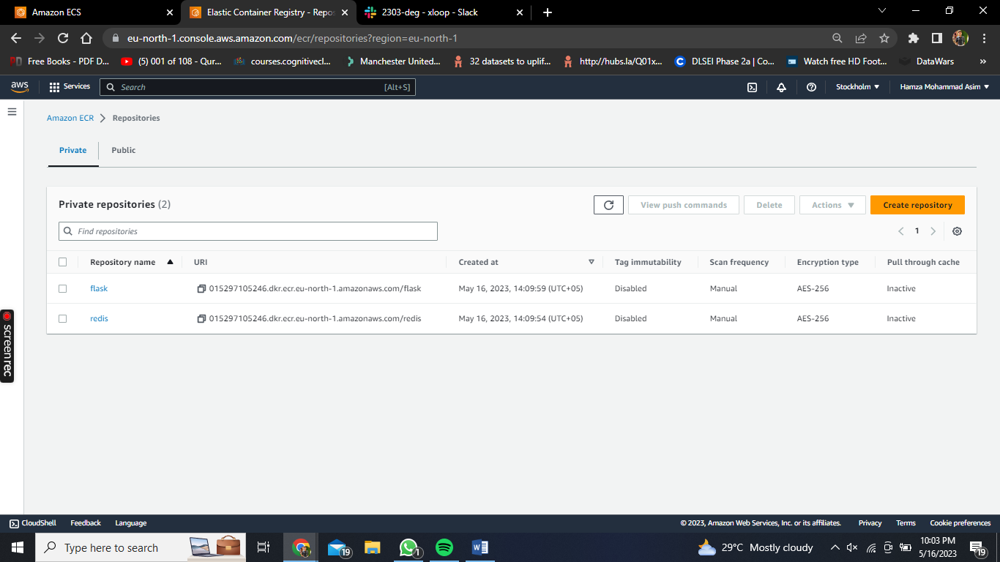 Amazon ECS
Elastic Container Registry - Repos
2303-deg - xloop - Slack
eu-north-1.console.aws.amazon.com/ecr/repositories?region=eu-north-1
Free Books - PDF D...
(5) 001 of 108 - Qur...
courses.cognitivecl...
Manchester United...
32 datasets to uplif...
http://hubs.la/Q01x...
DLSEI Phase 2a | Co...
Watch free HD Foot...
DataWars
»
aws
Services
Search
[Alt+S]
Stockholm
Hamza Mohammad Asim
Amazon ECR
Repositories
Private
Public
Private repositories (2)
View push commands
Delete
Actions
Create repository
Find repositories
1
Repository name URI Created at Tag immutability Scan frequency Encryption type Pull through cache
flask 015297105246.dkr.ecr.eu-north-1.amazonaws.com/flask May 16, 2023, 14:09:59 (UTC+05) Disabled Manual AES-256 Inactive
redis 015297105246.dkr.ecr.eu-north-1.amazonaws.com/redis May 16, 2023, 14:09:54 (UTC+05) Disabled Manual AES-256 Inactive
screenrec
CloudShell
Feedback
Language
© 2023, Amazon Web Services, Inc. or its affiliates.
Privacy
Terms
Cookie preferences
Type here to search
19
1
29°C Mostly cloudy
10:03 PM
5/16/2023
19